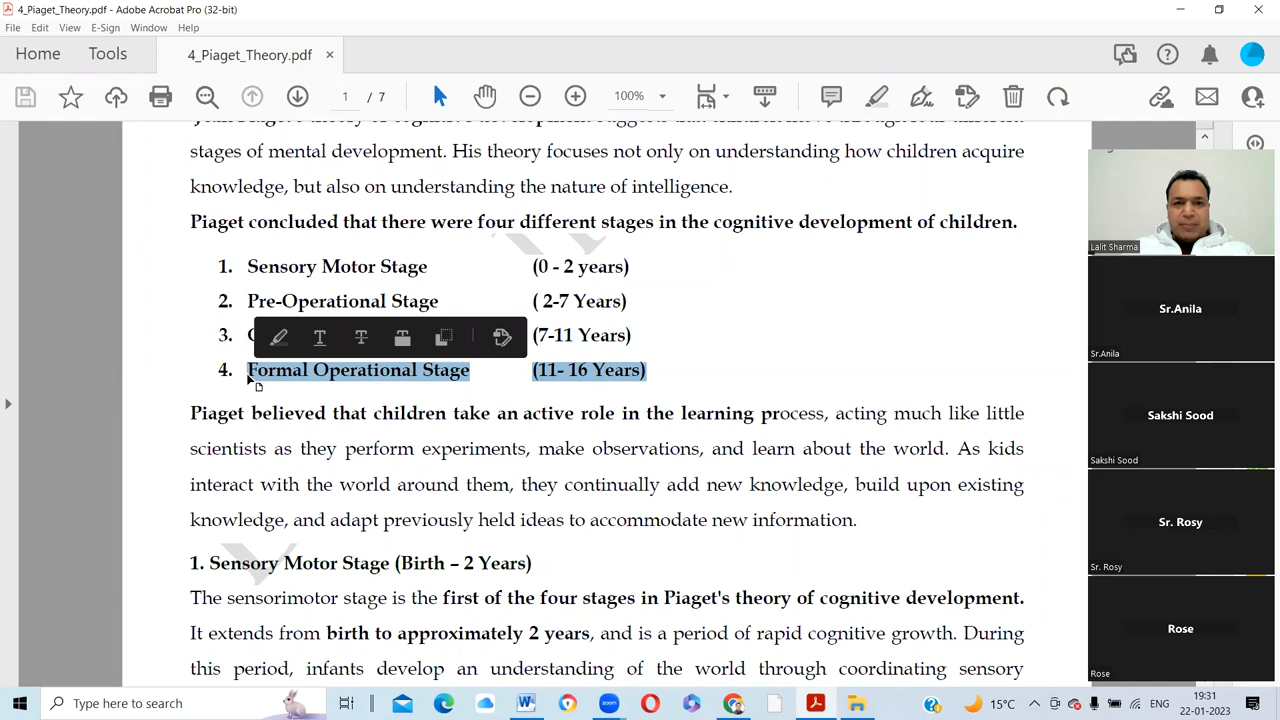 4_Piaget_Theory.pdf - Adobe Acrobat Pro (32-bit)
File Edit View E-Sign Window Help
Home Tools 4_Piaget_Theory.pdf ×
1 / 7 100%
stages of mental development. His theory focuses not only on understanding how children acquire
knowledge, but also on understanding the nature of intelligence.
Piaget concluded that there were four different stages in the cognitive development of children.
1. Sensory Motor Stage (0 - 2 years)
2. Pre-Operational Stage ( 2-7 Years)
3. (7-11 Years)
4. Formal Operational Stage (11- 16 Years)
Piaget believed that children take an active role in the learning process, acting much like little
scientists as they perform experiments, make observations, and learn about the world. As kids
interact with the world around them, they continually add new knowledge, build upon existing
knowledge, and adapt previously held ideas to accommodate new information.
1. Sensory Motor Stage (Birth – 2 Years)
The sensorimotor stage is the first of the four stages in Piaget's theory of cognitive development.
It extends from birth to approximately 2 years, and is a period of rapid cognitive growth. During
this period, infants develop an understanding of the world through coordinating sensory
Lalit Sharma
Sr.Anila
Sr.Anila
Sakshi Sood
Sakshi Sood
Sr. Rosy
Sr. Rosy
Rose
Rose
Type here to search
15°C
ENG
19:31
22-01-2023